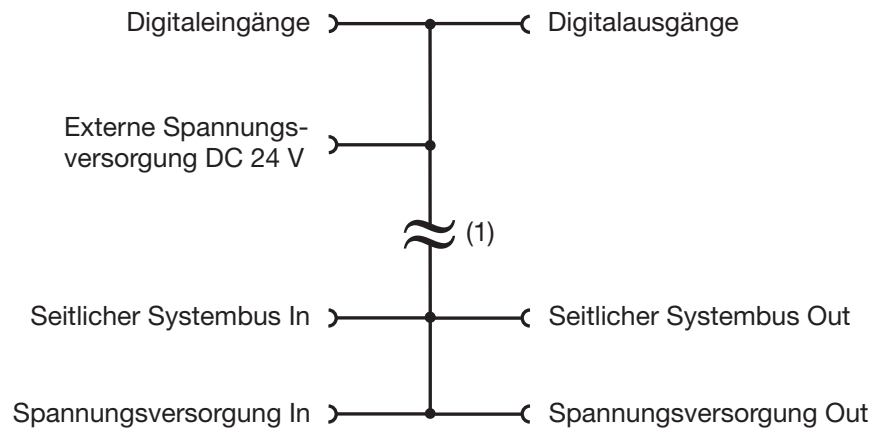 Digitaleingänge
Digitalausgänge
Externe Spannungs-
versorgung DC 24 V
(1)
Seitlicher Systembus In
Seitlicher Systembus Out
Spannungsversorgung In
Spannungsversorgung Out